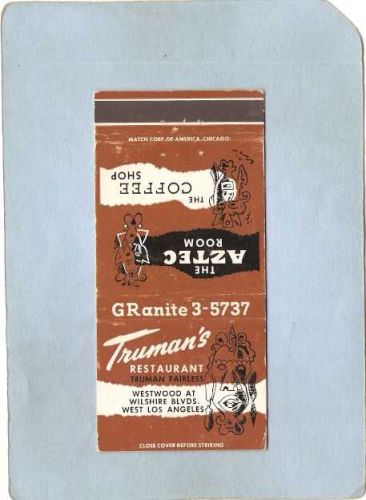 MATCH CORP. OF AMERICA-CHICAGO
THE
COFFEE
SHOP
THE
AZTEC
ROOM
GRanite 3-5737
Truman's
RESTAURANT
TRUMAN FAIRLESS
WESTWOOD AT
WILSHIRE BLVDS.
WEST LOS ANGELES
CLOSE COVER BEFORE STRIKING